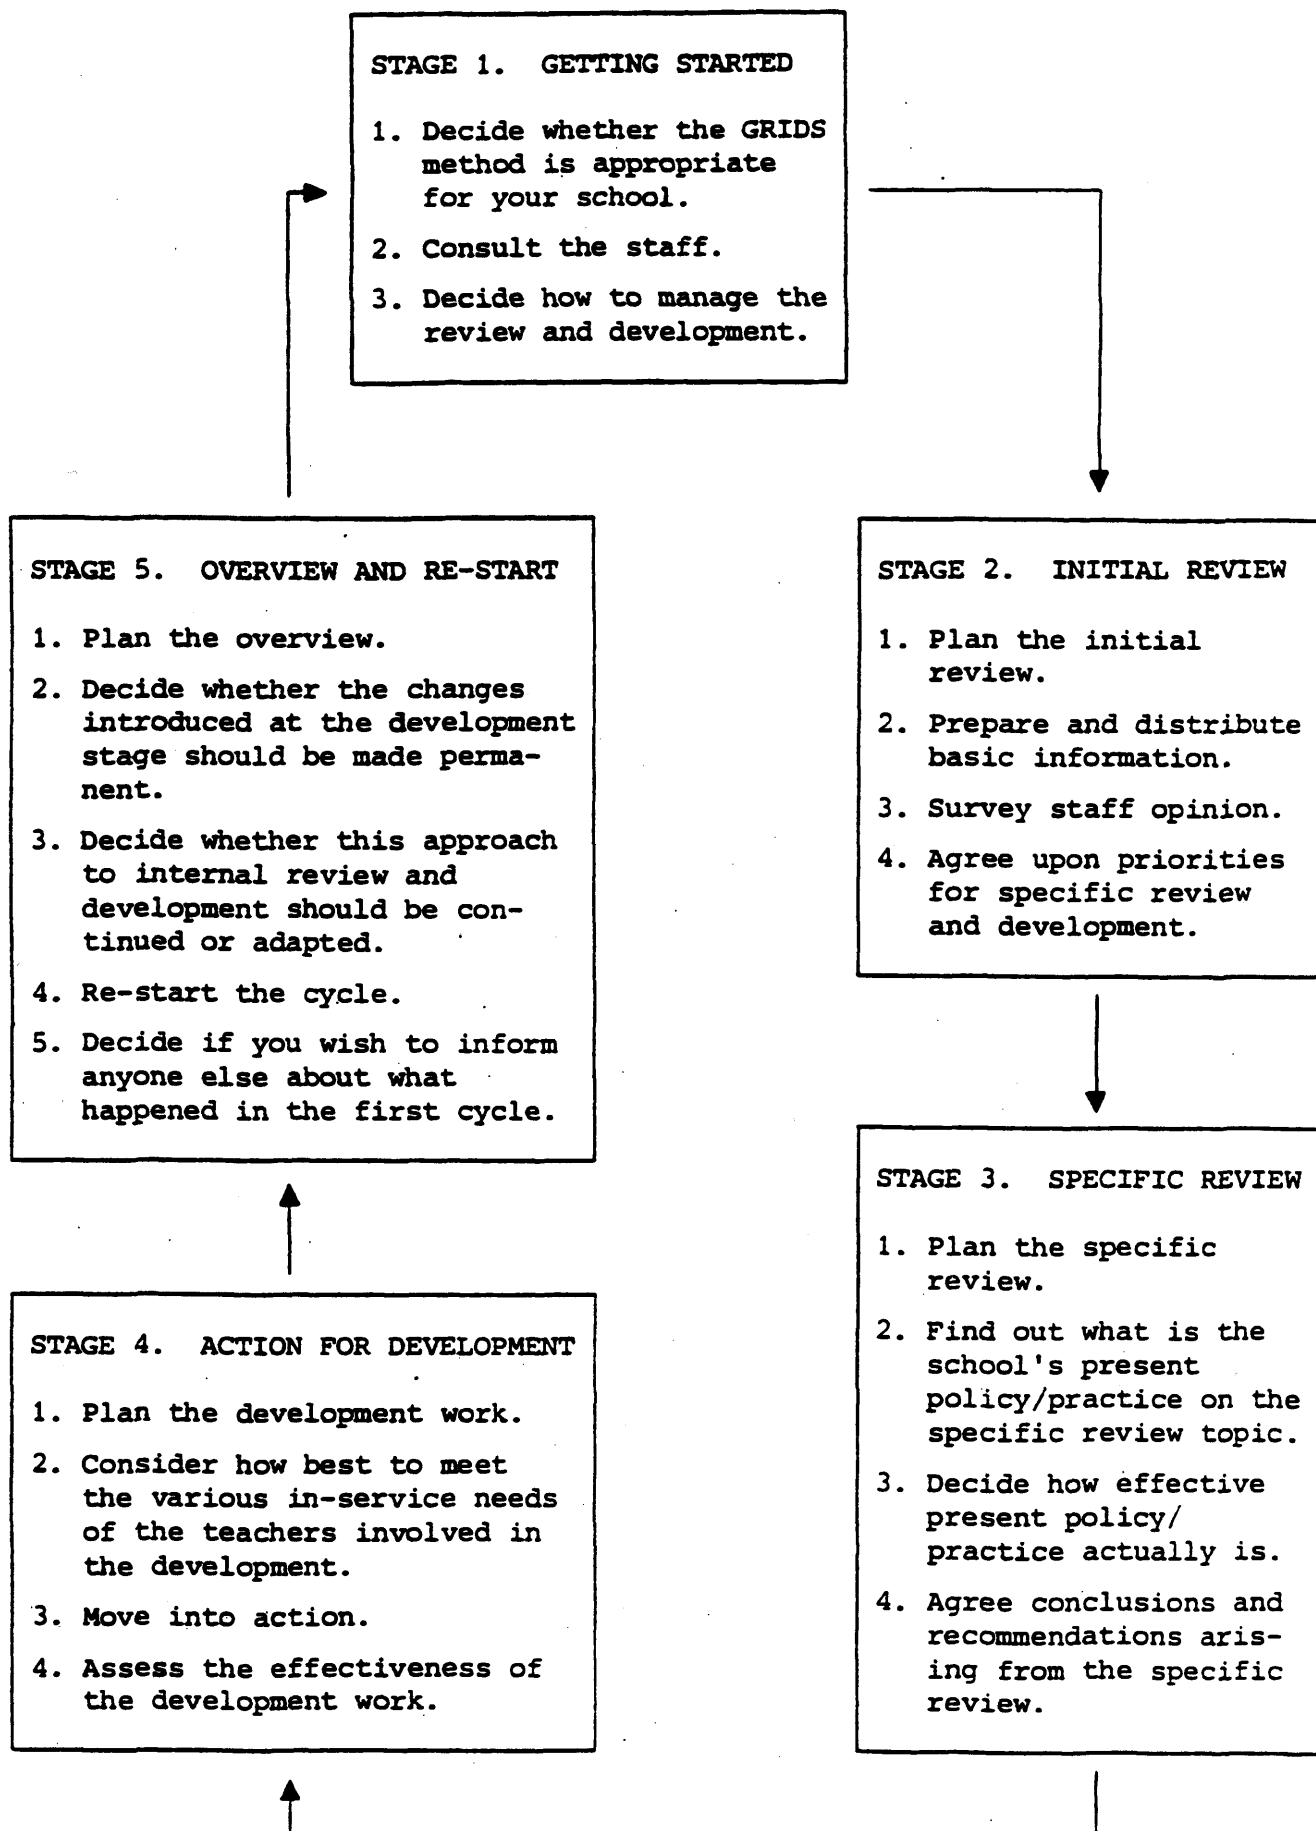 STAGE 1. GETTING STARTED
1. Decide whether the GRIDS
method is appropriate
for your school.
2. Consult the staff.
3. Decide how to manage the
review and development.
STAGE 2. INITIAL REVIEW
1. Plan the initial
review.
2. Prepare and distribute
basic information.
3. Survey staff opinion.
4. Agree upon priorities
for specific review
and development.
STAGE 3. SPECIFIC REVIEW
1. Plan the specific
review.
2. Find out what is the
school's present
policy/practice on the
specific review topic.
3. Decide how effective
present policy/
practice actually is.
4. Agree conclusions and
recommendations aris-
ing from the specific
review.
STAGE 4. ACTION FOR DEVELOPMENT
1. Plan the development work.
2. Consider how best to meet
the various in-service needs
of the teachers involved in
the development.
3. Move into action.
4. Assess the effectiveness of
the development work.
STAGE 5. OVERVIEW AND RE-START
1. Plan the overview.
2. Decide whether the changes
introduced at the development
stage should be made perma-
nent.
3. Decide whether this approach
to internal review and
development should be con-
tinued or adapted.
4. Re-start the cycle.
5. Decide if you wish to inform
anyone else about what
happened in the first cycle.